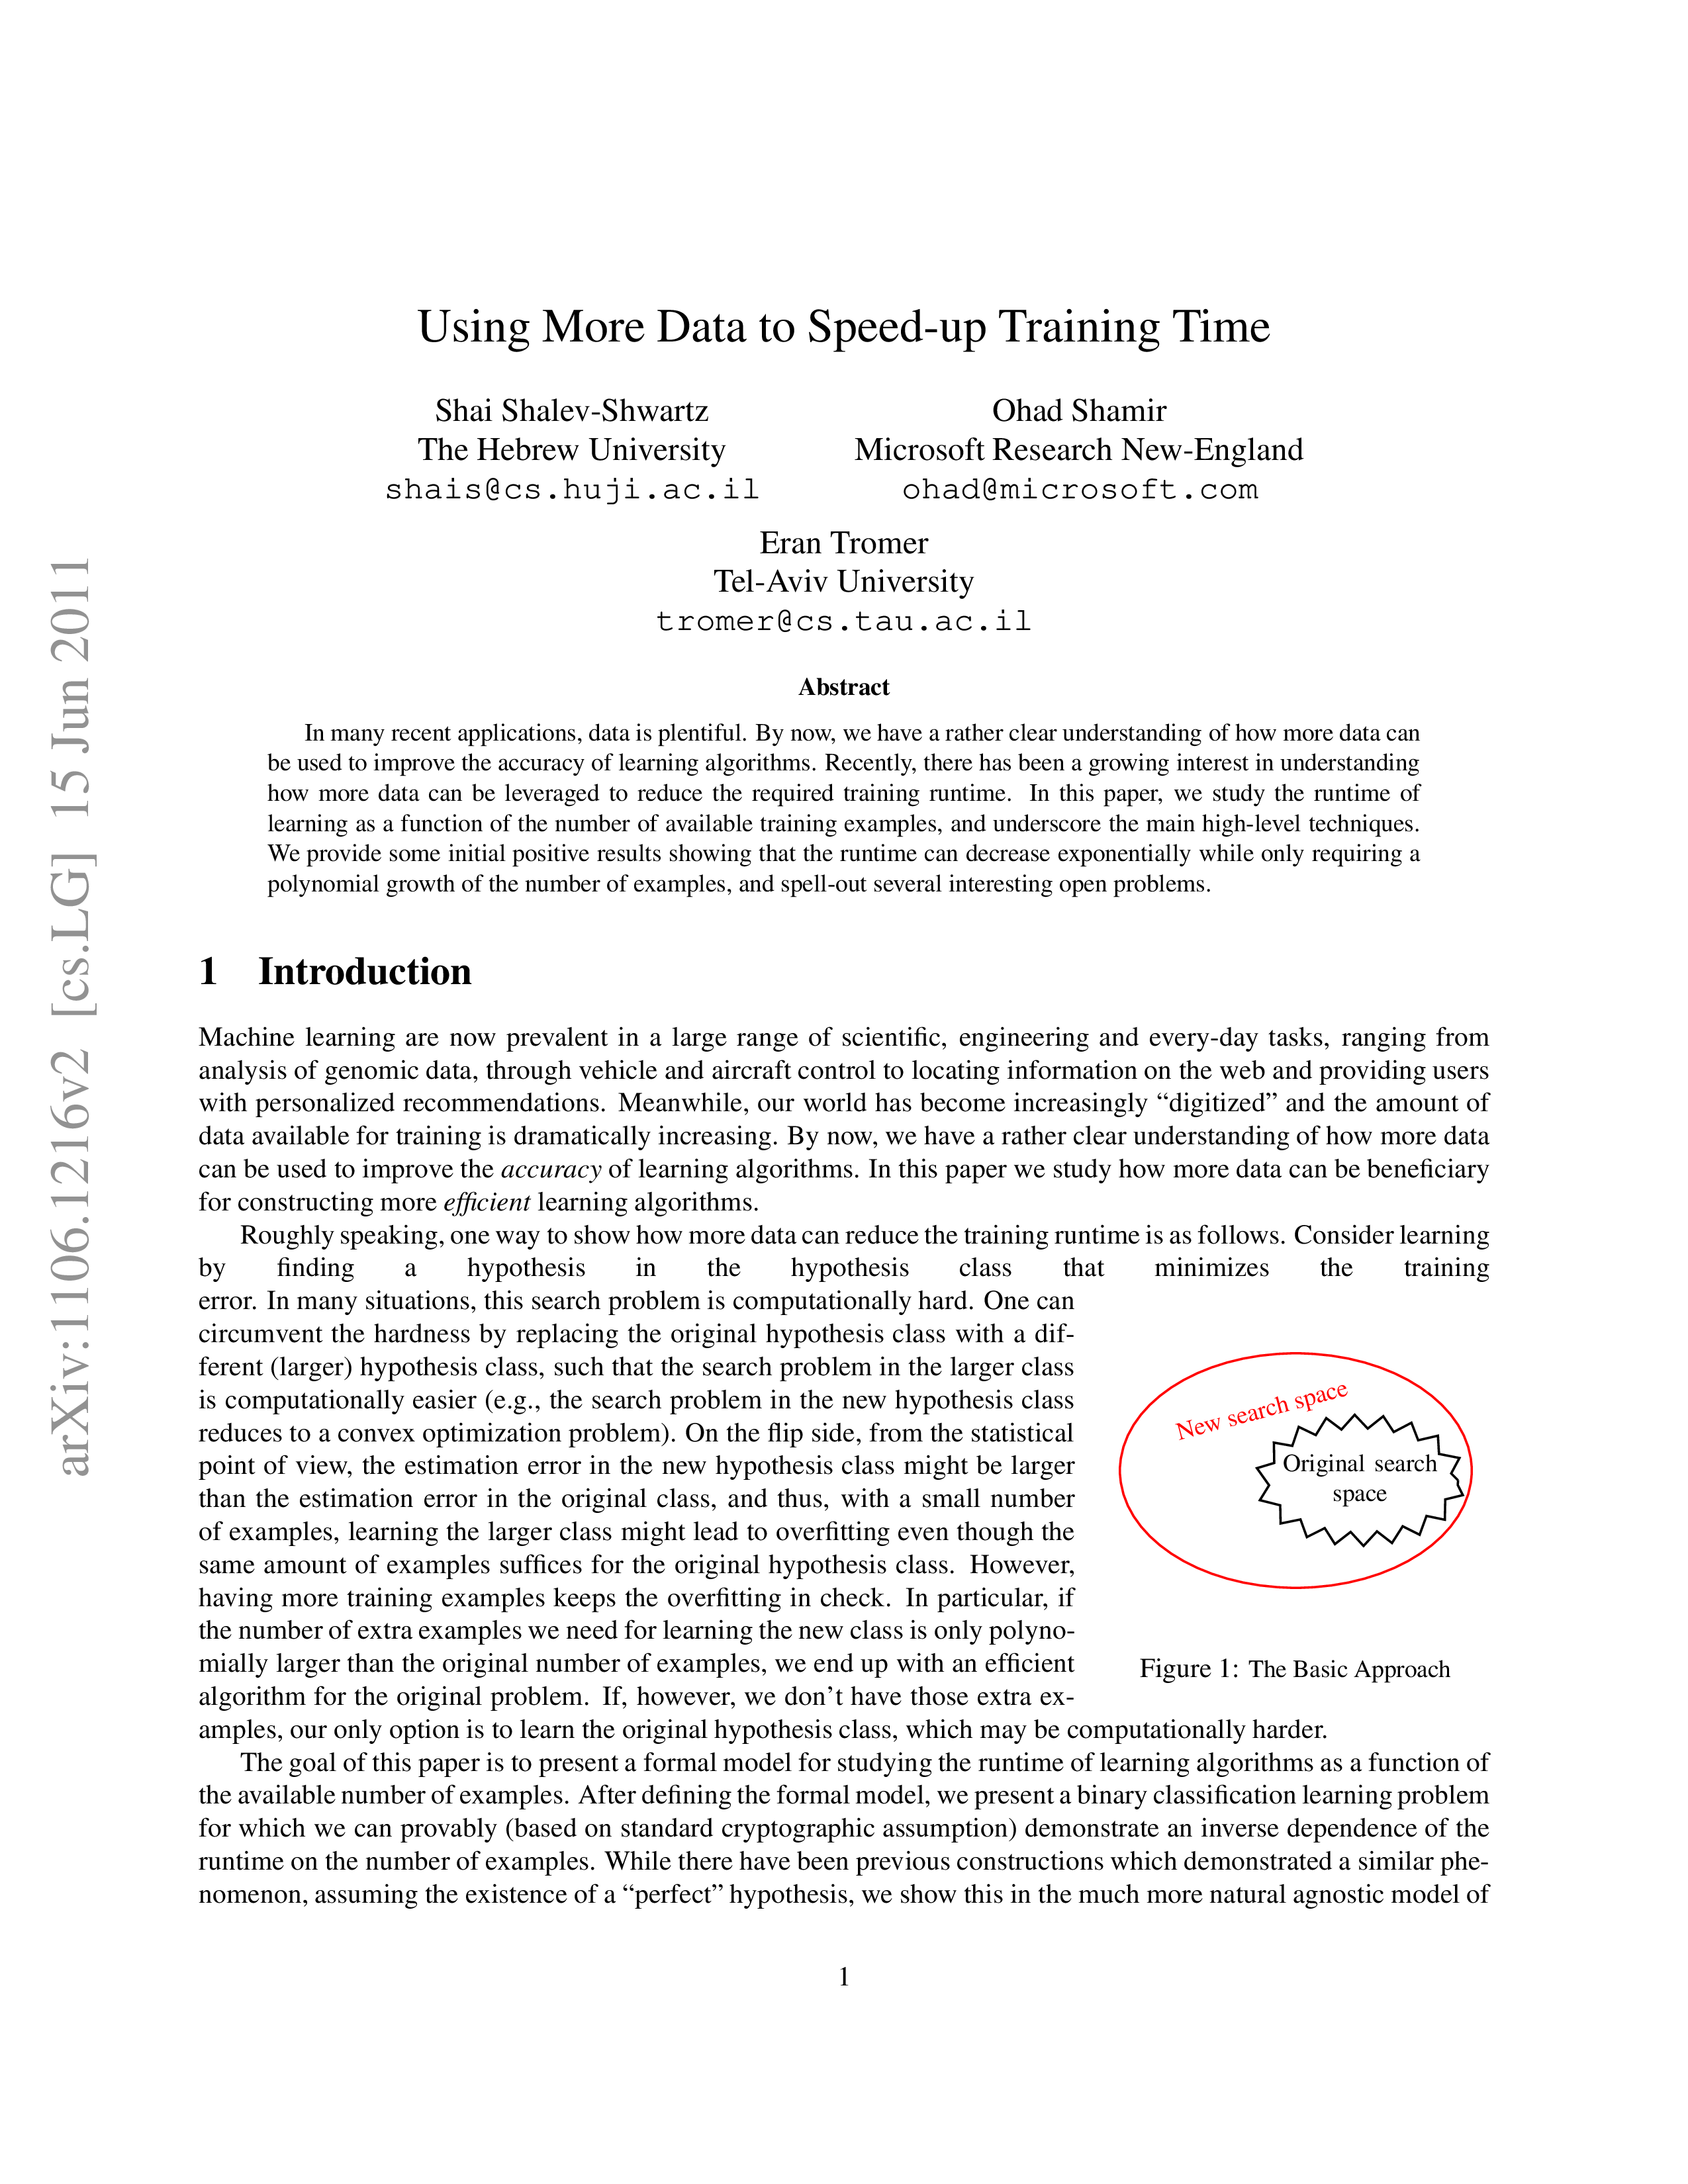 arXiv:1106.1216v2 [cs.LG] 15 Jun 2011
Using More Data to Speed-up Training Time
Shai Shalev-Shwartz
The Hebrew University
shais@cs.huji.ac.il
Ohad Shamir
Microsoft Research New-England
ohad@microsoft.com
Eran Tromer
Tel-Aviv University
tromer@cs.tau.ac.il
Abstract
In many recent applications, data is plentiful. By now, we have a rather clear understanding of how more data can
be used to improve the accuracy of learning algorithms. Recently, there has been a growing interest in understanding
how more data can be leveraged to reduce the required training runtime. In this paper, we study the runtime of
learning as a function of the number of available training examples, and underscore the main high-level techniques.
We provide some initial positive results showing that the runtime can decrease exponentially while only requiring a
polynomial growth of the number of examples, and spell-out several interesting open problems.
1 Introduction
Machine learning are now prevalent in a large range of scientific, engineering and every-day tasks, ranging from
analysis of genomic data, through vehicle and aircraft control to locating information on the web and providing users
with personalized recommendations. Meanwhile, our world has become increasingly “digitized” and the amount of
data available for training is dramatically increasing. By now, we have a rather clear understanding of how more data
can be used to improve the accuracy of learning algorithms. In this paper we study how more data can be beneficiary
for constructing more efficient learning algorithms.
Roughly speaking, one way to show how more data can reduce the training runtime is as follows. Consider learning
by finding a hypothesis in the hypothesis class that minimizes the training
error. In many situations, this search problem is computationally hard. One can
circumvent the hardness by replacing the original hypothesis class with a dif-
ferent (larger) hypothesis class, such that the search problem in the larger class
is computationally easier (e.g., the search problem in the new hypothesis class
reduces to a convex optimization problem). On the flip side, from the statistical
point of view, the estimation error in the new hypothesis class might be larger
than the estimation error in the original class, and thus, with a small number
of examples, learning the larger class might lead to overfitting even though the
same amount of examples suffices for the original hypothesis class. However,
having more training examples keeps the overfitting in check. In particular, if
the number of extra examples we need for learning the new class is only polyno-
mially larger than the original number of examples, we end up with an efficient
algorithm for the original problem. If, however, we don’t have those extra ex-
amples, our only option is to learn the original hypothesis class, which may be computationally harder.
New search space
Original search
space
Figure 1: The Basic Approach
The goal of this paper is to present a formal model for studying the runtime of learning algorithms as a function of
the available number of examples. After defining the formal model, we present a binary classification learning problem
for which we can provably (based on standard cryptographic assumption) demonstrate an inverse dependence of the
runtime on the number of examples. While there have been previous constructions which demonstrated a similar phe-
nomenon, assuming the existence of a “perfect” hypothesis, we show this in the much more natural agnostic model of
1